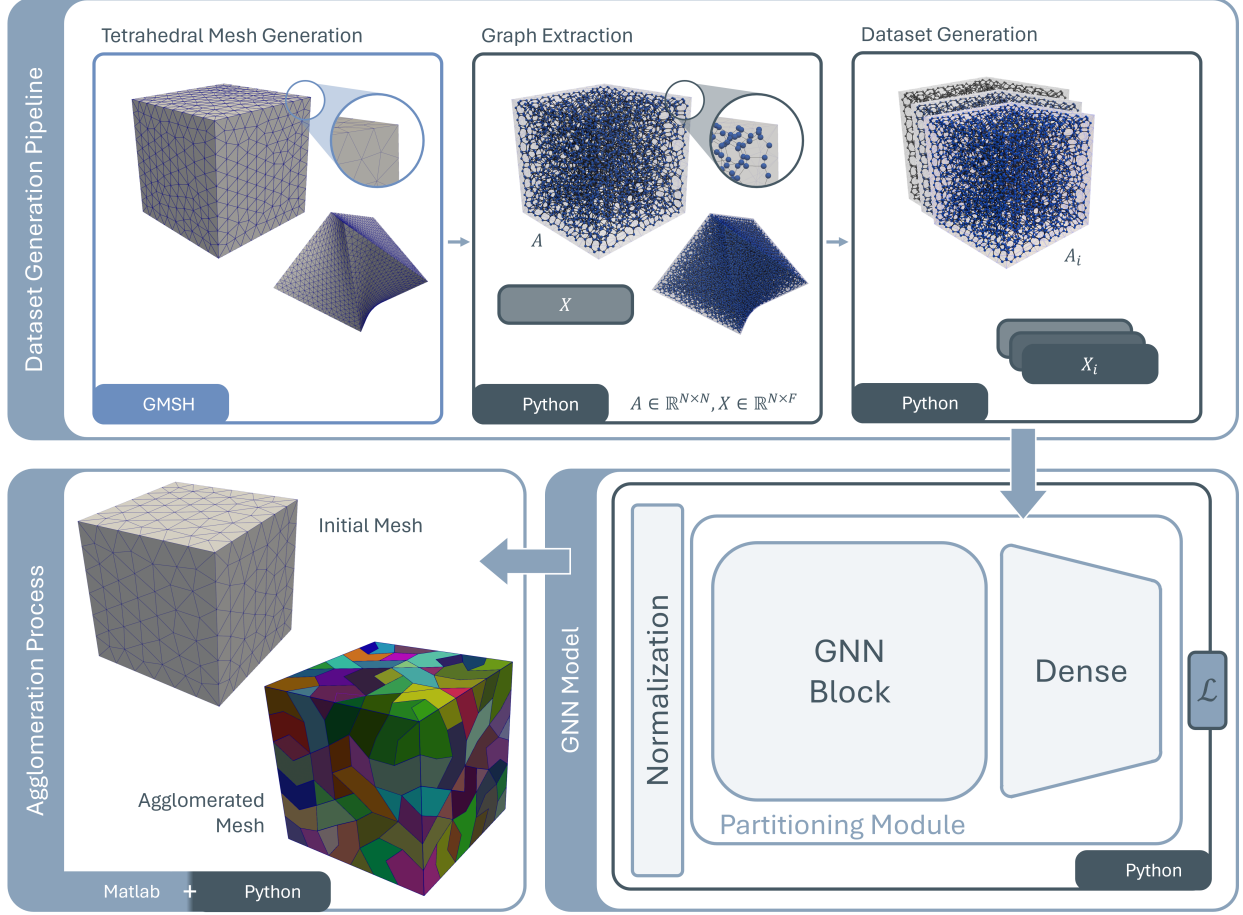 Dataset Generation Pipeline
Tetrahedral Mesh Generation
GMSH
Graph Extraction
A
X
Python
A ∈ ℝ^{N×N}, X ∈ ℝ^{N×F}
Dataset Generation
A_i
X_i
Python
Agglomeration Process
Initial Mesh
Agglomerated
Mesh
Matlab + Python
GNN Model
Normalization
GNN
Block
Dense
Partitioning Module
ℒ
Python